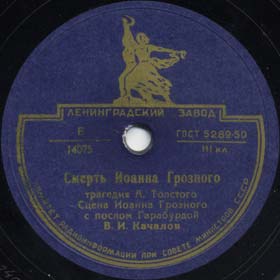 ЛЕНИНГРАДСКИЙ ЗАВОД
Е
14075
ГОСТ 5289-50
III кл.
Смерть Иоанна Грозного
трагедия А. Толстого
Сцена Иоанна Грозного
с послом Гарабурдой
В. И. Качалов
КОМИТЕТ РАДИОИНФОРМАЦИИ ПРИ СОВЕТЕ МИНИСТРОВ СССР